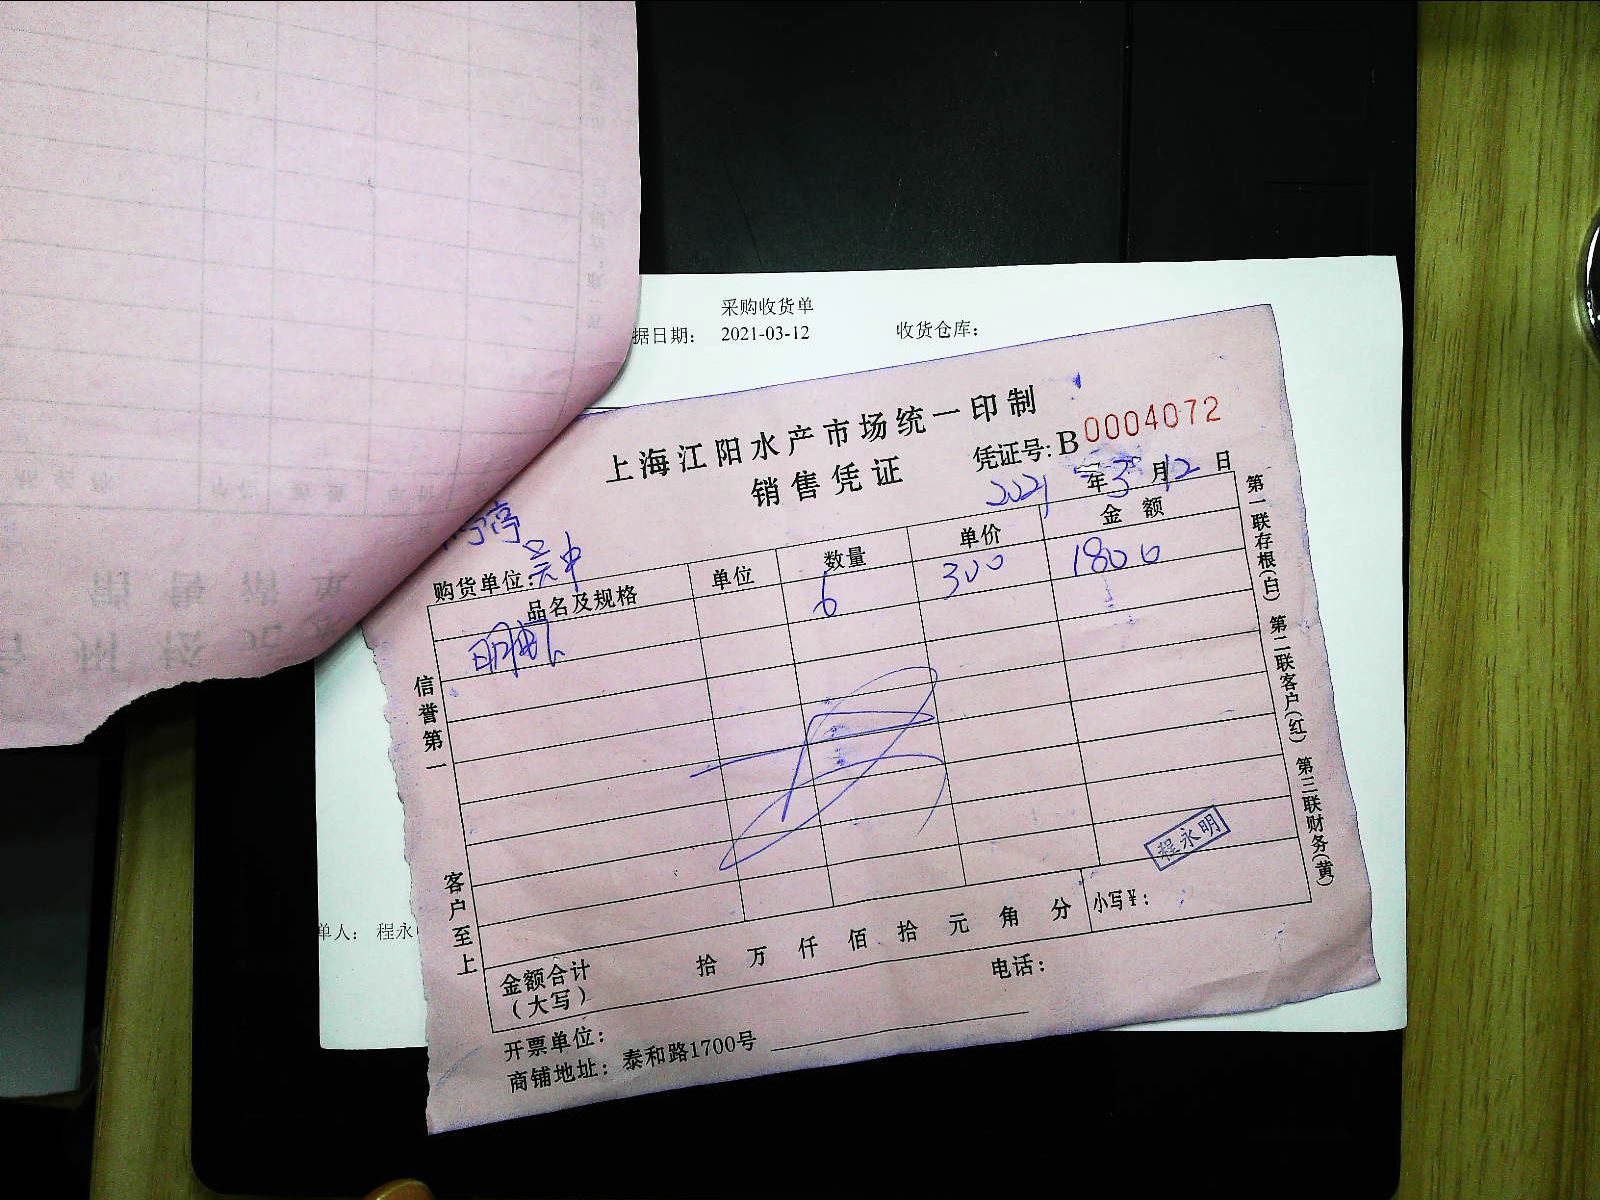 采购收货单
据日期： 2021-03-12 收货仓库：
上海江阳水产市场统一印制
销售凭证
凭证号: B 0004072
2021 年 3 月 12 日
购货单位 吴中
品名及规格 单位 数量 单价 金额
明虾 6 300 1800
程永明
金额合计 拾 万 仟 佰 拾 元 角 分 小写¥：
（大写）
开票单位： 电话：
商铺地址：泰和路1700号
信誉第一
客户至上
第一联存根(白) 第二联客户(红) 第三联财务(黄)
单人： 程永